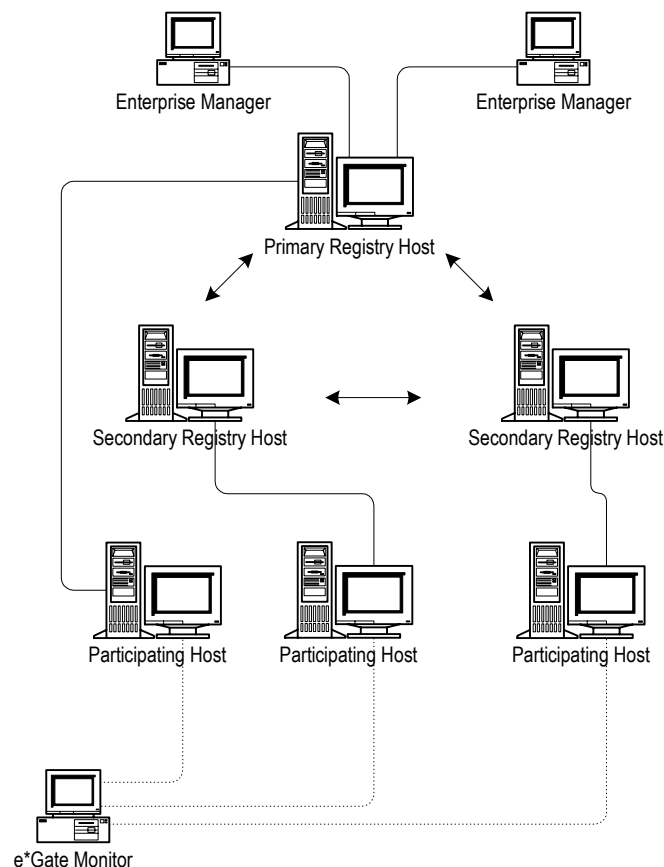 Enterprise Manager
Enterprise Manager
Primary Registry Host
Secondary Registry Host
Secondary Registry Host
Participating Host
Participating Host
Participating Host
e*Gate Monitor